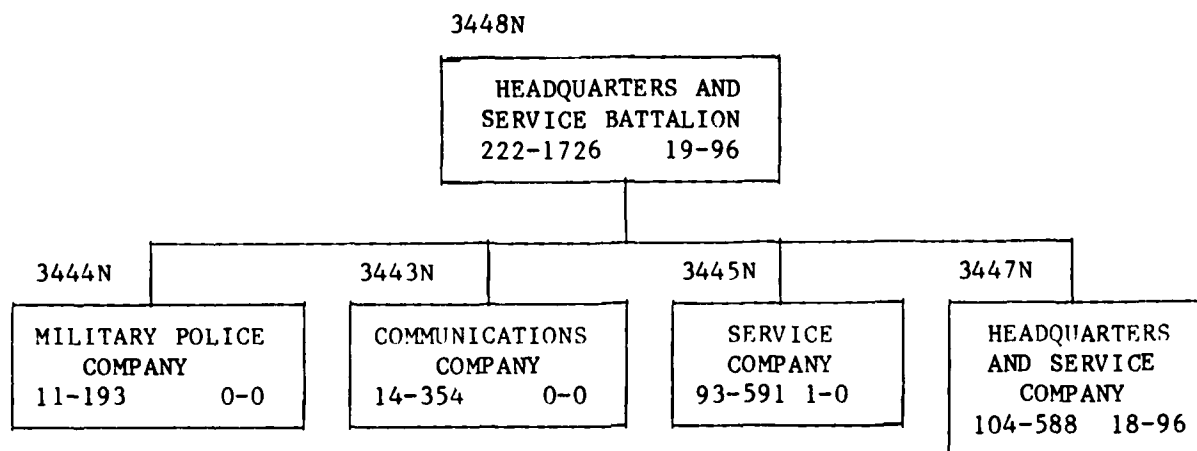 3448N
HEADQUARTERS AND
SERVICE BATTALION
222-1726 19-96
3444N
MILITARY POLICE
COMPANY
11-193 0-0
3443N
COMMUNICATIONS
COMPANY
14-354 0-0
3445N
SERVICE
COMPANY
93-591 1-0
3447N
HEADQUARTERS
AND SERVICE
COMPANY
104-588 18-96